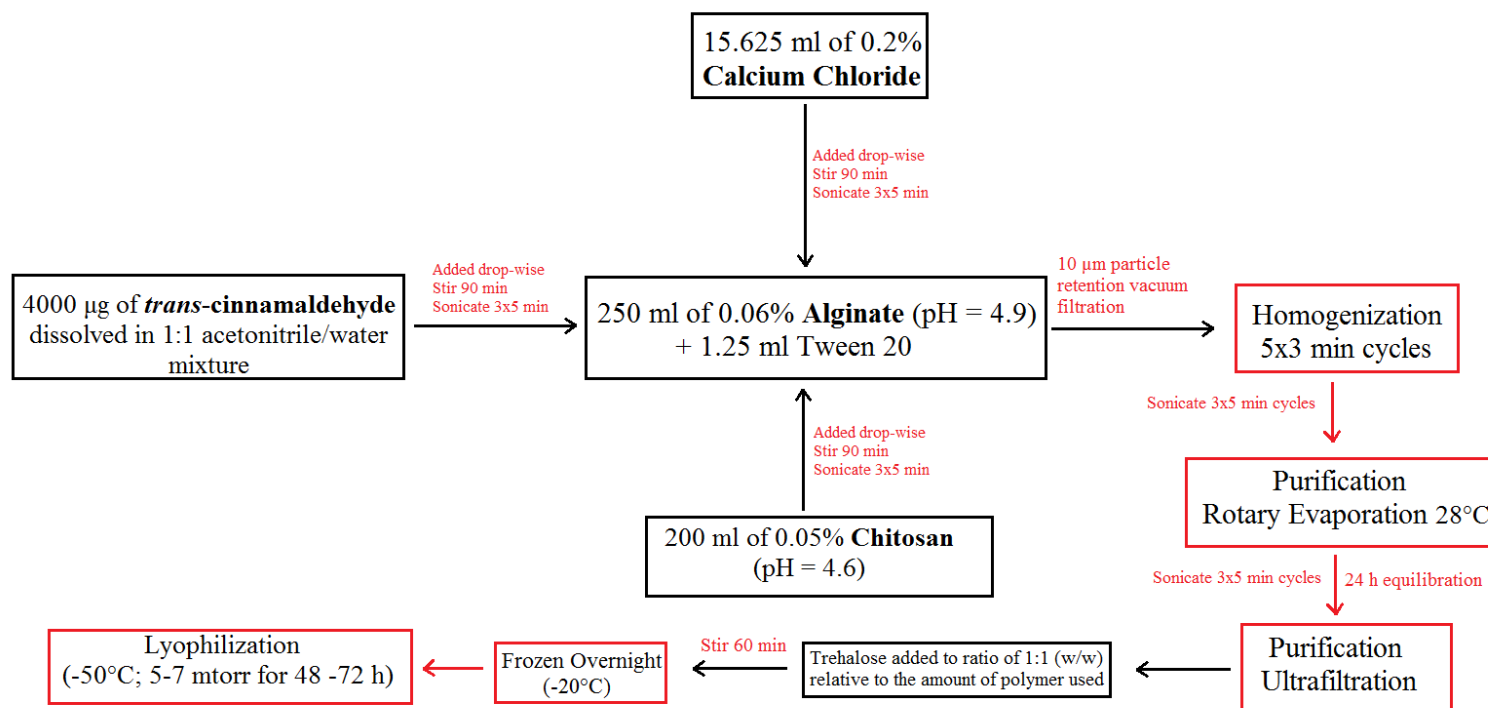 15.625 ml of 0.2%
Calcium Chloride
Added drop-wise
Stir 90 min
Sonicate 3x5 min
4000 µg of trans-cinnamaldehyde
dissolved in 1:1 acetonitrile/water
mixture
Added drop-wise
Stir 90 min
Sonicate 3x5 min
250 ml of 0.06% Alginate (pH = 4.9)
+ 1.25 ml Tween 20
10 µm particle
retention vacuum
filtration
Homogenization
5x3 min cycles
Added drop-wise
Stir 90 min
Sonicate 3x5 min
Sonicate 3x5 min cycles
200 ml of 0.05% Chitosan
(pH = 4.6)
Purification
Rotary Evaporation 28°C
Sonicate 3x5 min cycles
24 h equilibration
Purification
Ultrafiltration
Trehalose added to ratio of 1:1 (w/w)
relative to the amount of polymer used
Stir 60 min
Frozen Overnight
(-20°C)
Lyophilization
(-50°C; 5-7 mtorr for 48 -72 h)